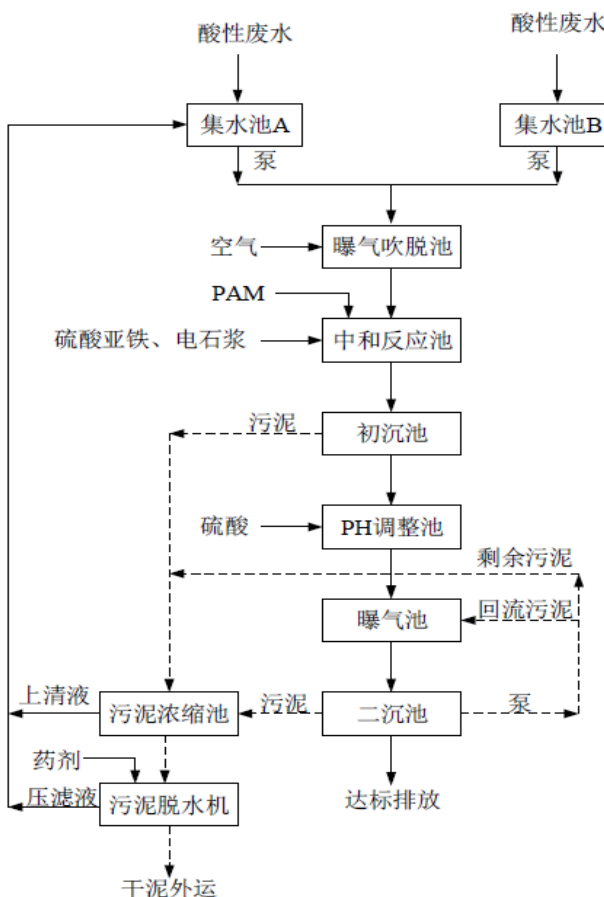 酸性废水
酸性废水
集水池A
集水池B
泵
泵
空气
曝气吹脱池
PAM
硫酸亚铁、电石浆
中和反应池
污泥
初沉池
硫酸
PH调整池
剩余污泥
曝气池
回流污泥
上清液
污泥浓缩池
污泥
二沉池
泵
药剂
压滤液
污泥脱水机
达标排放
干泥外运